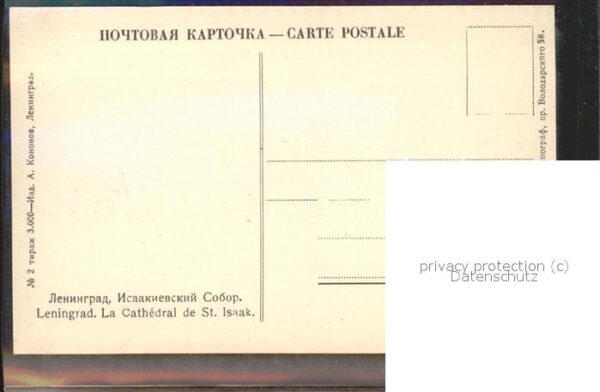 ПОЧТОВАЯ КАРТОЧКА — CARTE POSTALE
№ 2 тираж 3.000—Изд. А. Кононов, Ленинград.
пр. Володарского 58.
Ленинград, Исаакиевский Собор.
Leningrad. La Cathédral de St. Isaak.
privacy protection (c)
Datenschutz